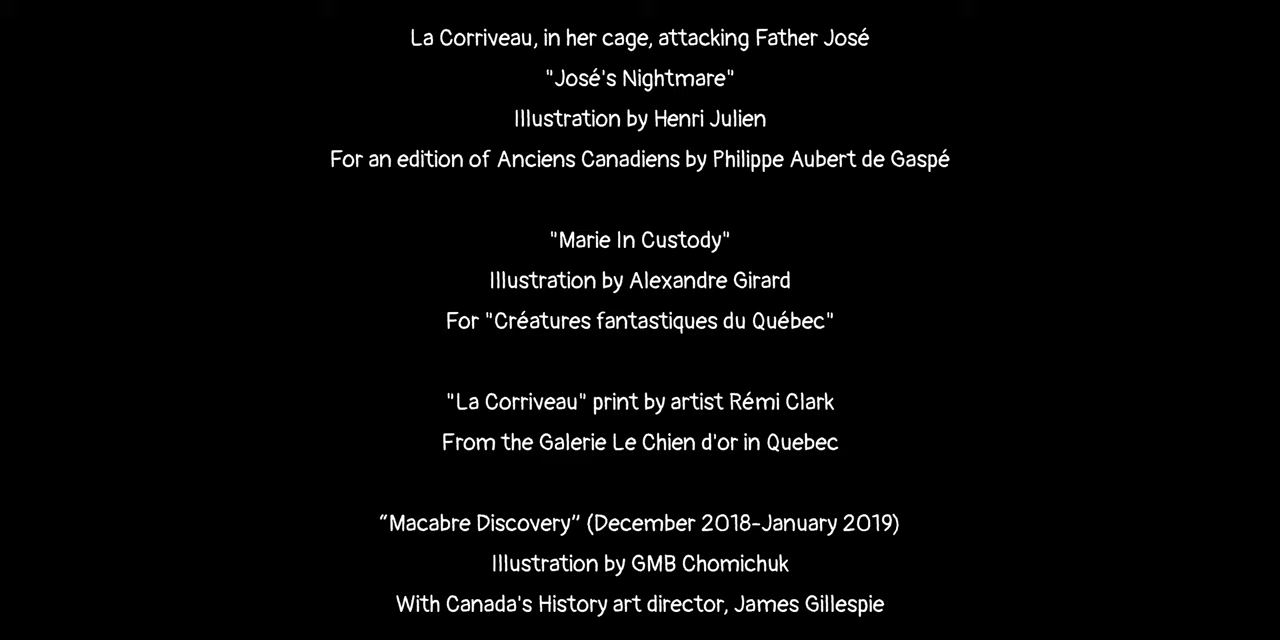 La Corriveau, in her cage, attacking Father José
"José's Nightmare"
Illustration by Henri Julien
For an edition of Anciens Canadiens by Philippe Aubert de Gaspé
"Marie In Custody"
Illustration by Alexandre Girard
For "Créatures fantastiques du Québec"
"La Corriveau" print by artist Rémi Clark
From the Galerie Le Chien d'or in Quebec
“Macabre Discovery” (December 2018-January 2019)
Illustration by GMB Chomichuk
With Canada's History art director, James Gillespie